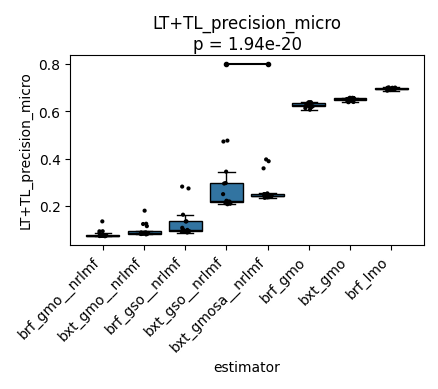 LT+TL_precision_micro
p = 1.94e-20
LT+TL_precision_micro
0.8
0.6
0.4
0.2
brf_gmo__nrlmf
bxt_gmo__nrlmf
brf_gso__nrlmf
bxt_gso__nrlmf
bxt_gmosa__nrlmf
brf_gmo
bxt_gmo
brf_lmo
estimator